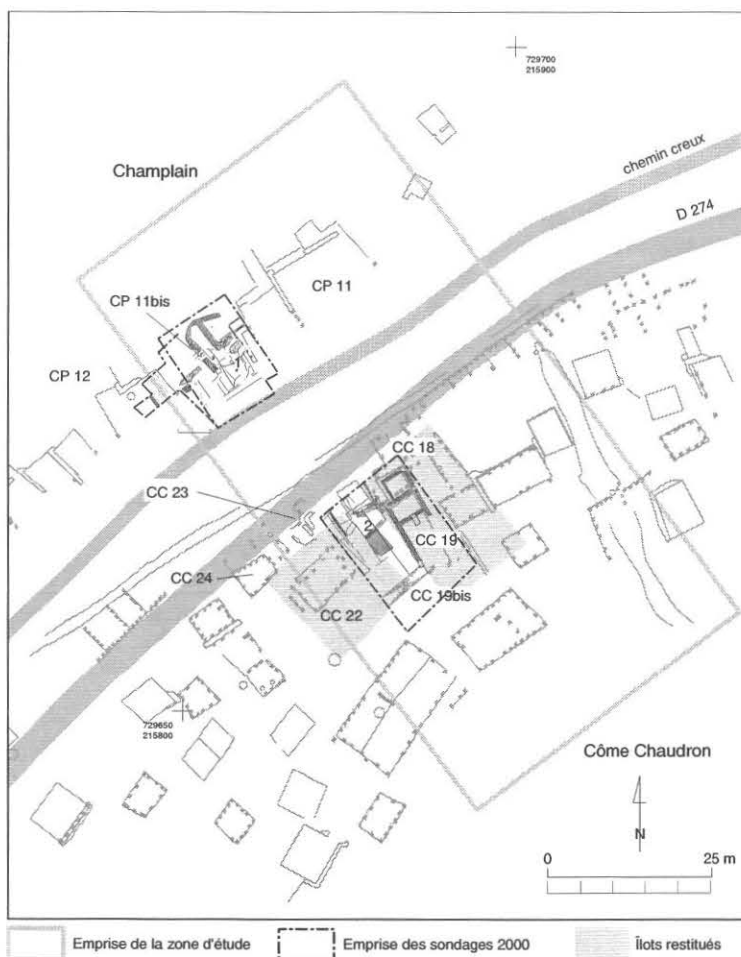 729700
215900
chemin creux
Champlain
D 274
CP 11
CP 11bis
CP 12
CC 18
CC 23
2
CC 19
CC 24
CC 19bis
CC 22
729650
215800
Côme Chaudron
N
0 25 m
Emprise de la zone d'étude Emprise des sondages 2000 Îlots restitués